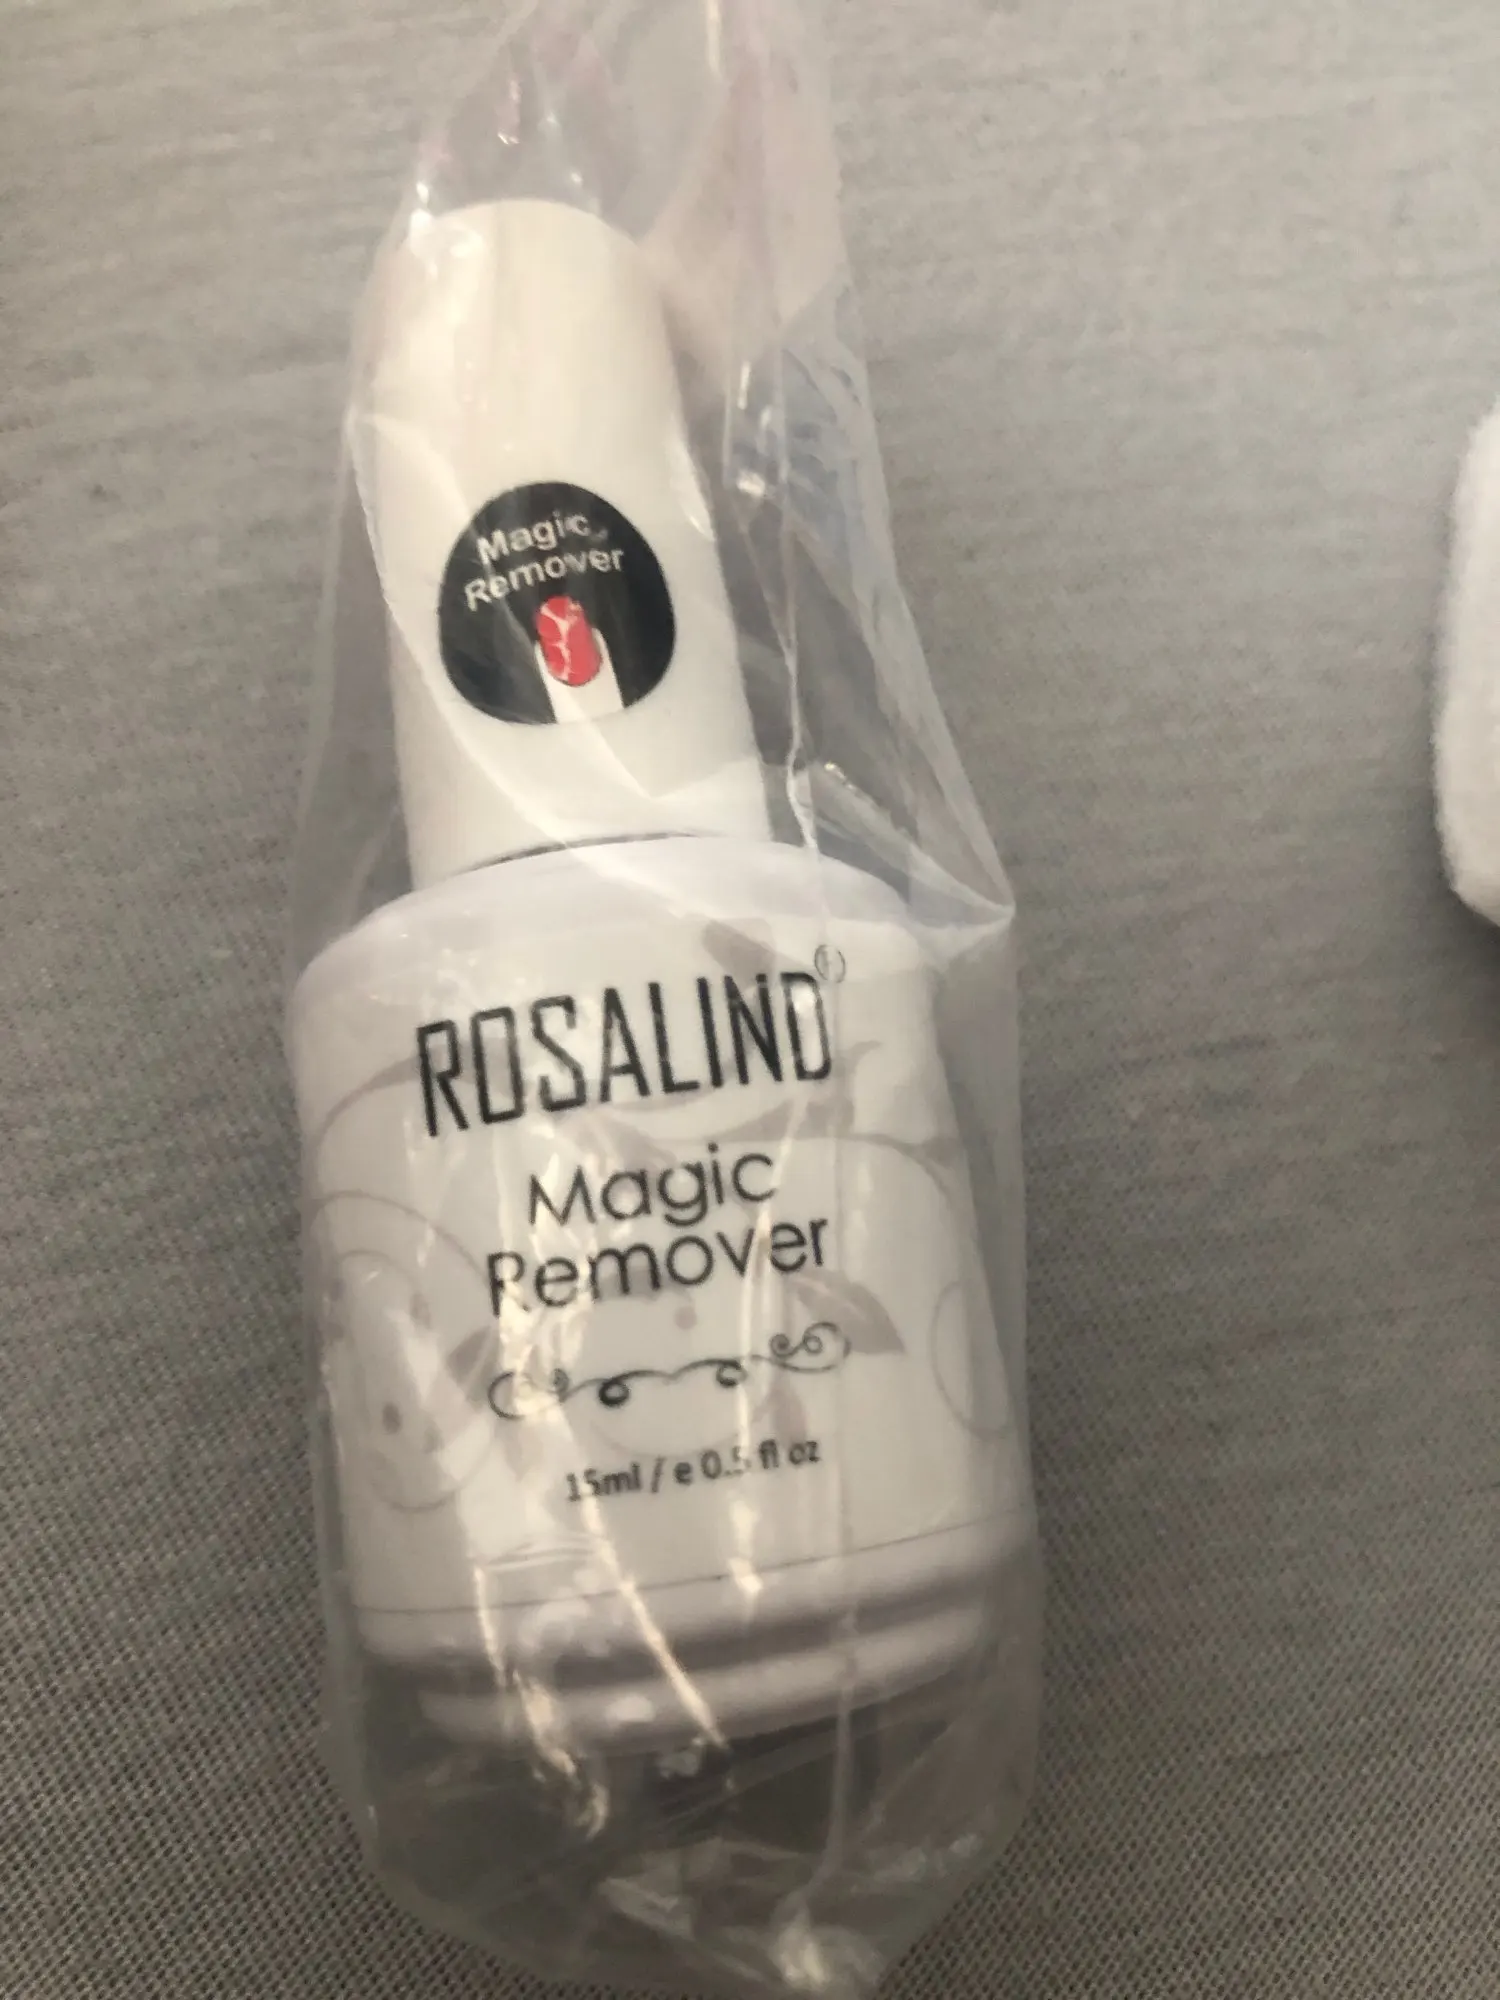 Magic
Remover
ROSALIND®
Magic
Remover
15ml / e 0.5 fl oz